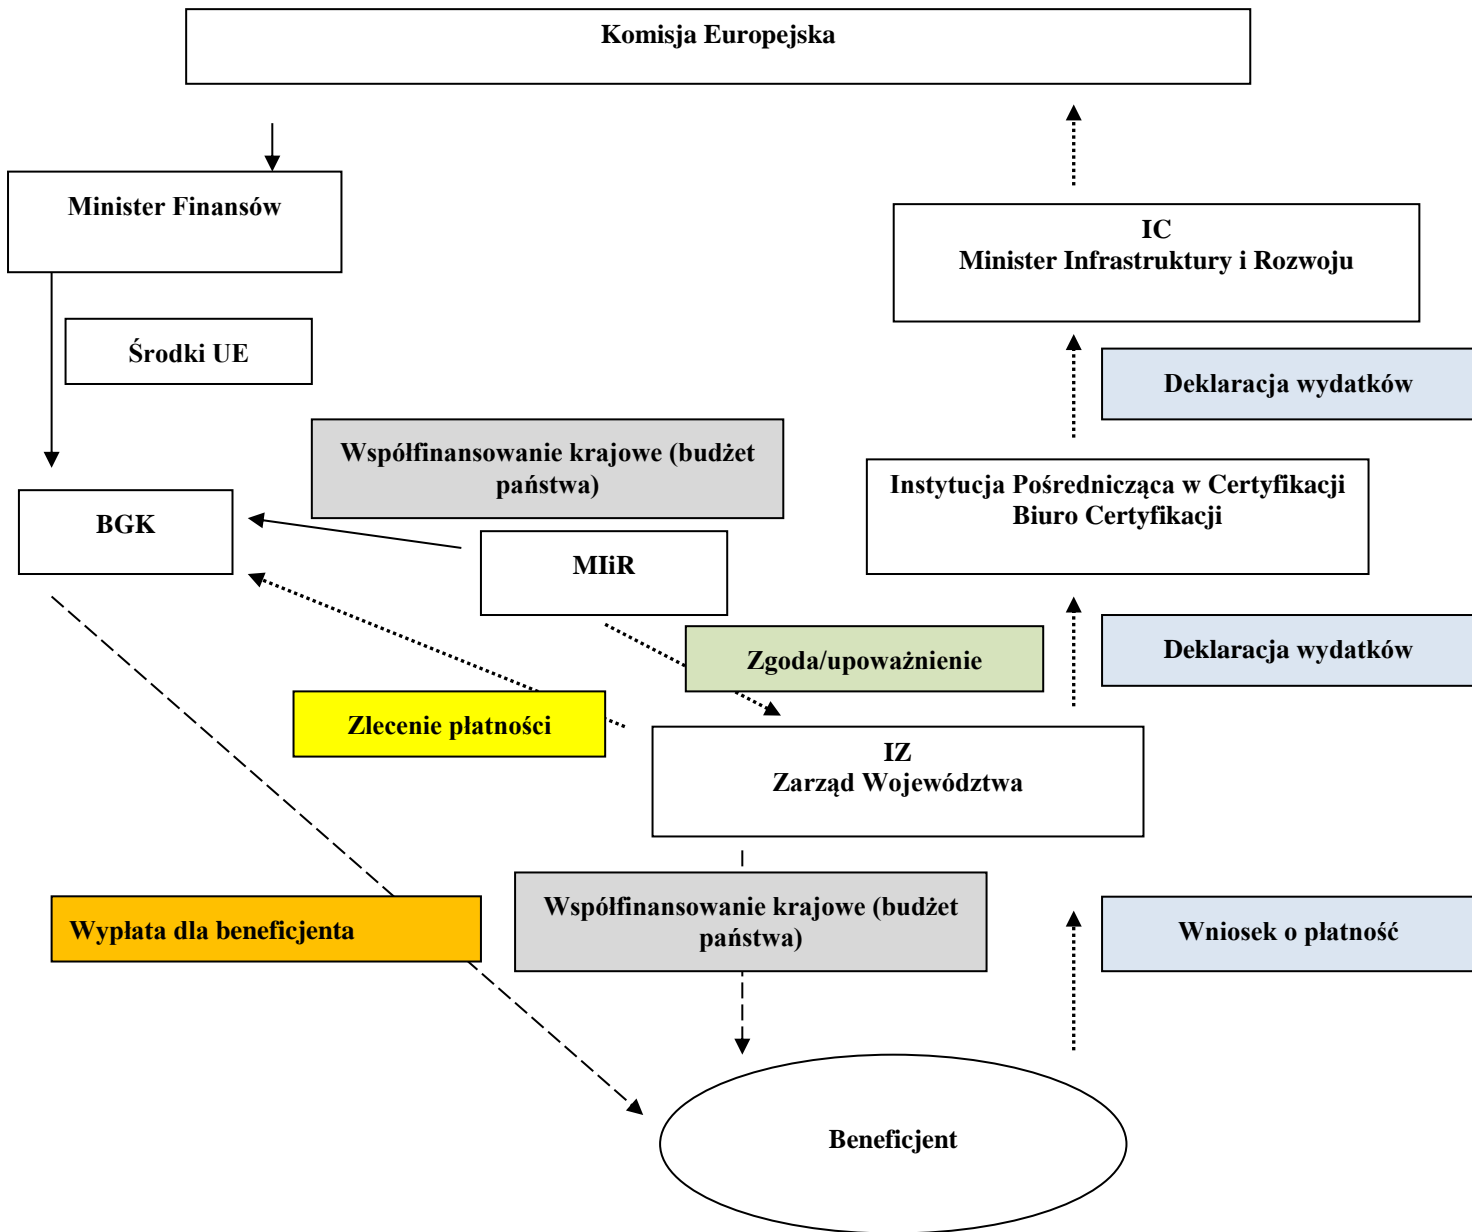 Komisja Europejska
Minister Finansów
IC
Minister Infrastruktury i Rozwoju
Środki UE
Deklaracja wydatków
Współfinansowanie krajowe (budżet
państwa)
Instytucja Pośrednicząca w Certyfikacji
Biuro Certyfikacji
BGK
MIiR
Zgoda/upoważnienie
Deklaracja wydatków
Zlecenie płatności
IZ
Zarząd Województwa
Wypłata dla beneficjenta
Współfinansowanie krajowe (budżet
państwa)
Wniosek o płatność
Beneficjent